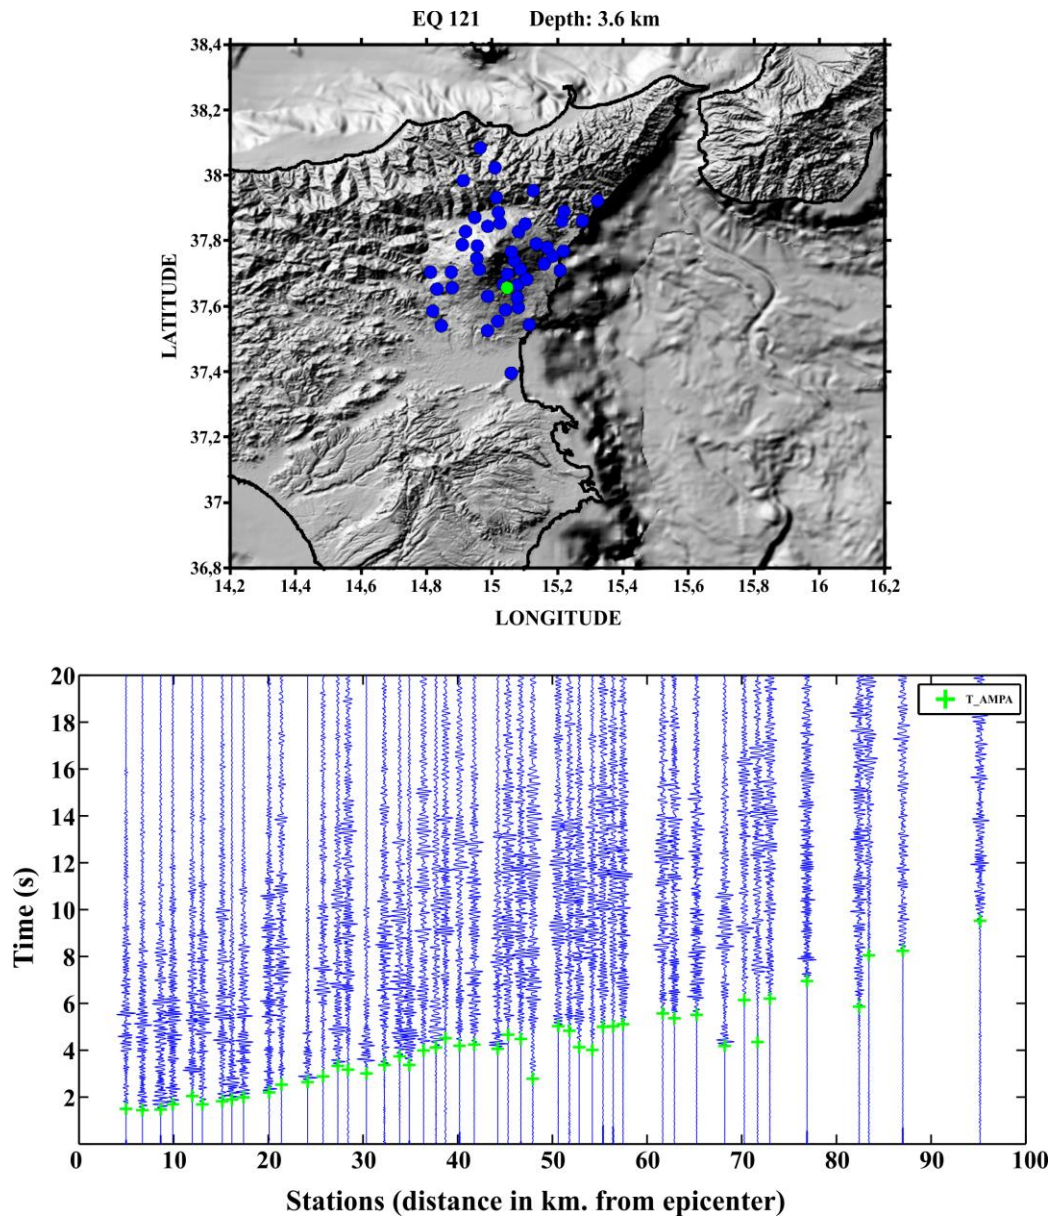 EQ 121 Depth: 3.6 km
38,4
38,2
38
37,8
37,6
37,4
37,2
37
36,8
LATITUDE
14,2 14,4 14,6 14,8 15 15,2 15,4 15,6 15,8 16 16,2
LONGITUDE
20
18
16
14
12
10
8
6
4
2
Time (s)
T_AMPA
0 10 20 30 40 50 60 70 80 90 100
Stations (distance in km. from epicenter)